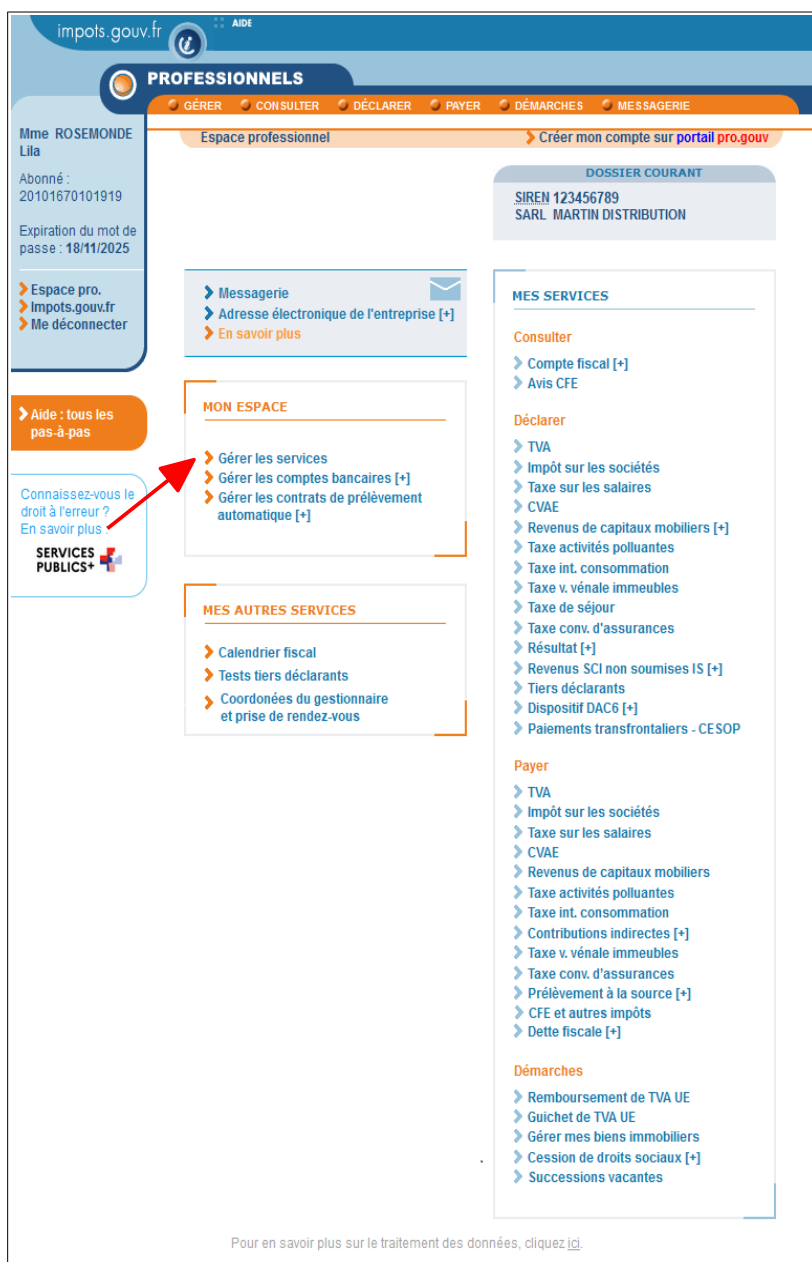 impots.gouv.fr
AIDE
PROFESSIONNELS
GÉRER CONSULTER DÉCLARER PAYER DÉMARCHES MESSAGERIE
Mme ROSEMONDE
Lila
Abonné :
20101670101919
Expiration du mot de
passe : 18/11/2025
Espace pro.
Impots.gouv.fr
Me déconnecter
Aide : tous les
pas-à-pas
Connaissez-vous le
droit à l'erreur ?
En savoir plus :
SERVICES
PUBLICS+
Espace professionnel
Créer mon compte sur portail pro.gouv
DOSSIER COURANT
SIREN 123456789
SARL MARTIN DISTRIBUTION
Messagerie
Adresse électronique de l'entreprise [+]
En savoir plus
MON ESPACE
Gérer les services
Gérer les comptes bancaires [+]
Gérer les contrats de prélèvement
automatique [+]
MES AUTRES SERVICES
Calendrier fiscal
Tests tiers déclarants
Coordonées du gestionnaire
et prise de rendez-vous
MES SERVICES
Consulter
Compte fiscal [+]
Avis CFE
Déclarer
TVA
Impôt sur les sociétés
Taxe sur les salaires
CVAE
Revenus de capitaux mobiliers [+]
Taxe activités polluantes
Taxe int. consommation
Taxe v. vénale immeubles
Taxe de séjour
Taxe conv. d'assurances
Résultat [+]
Revenus SCI non soumises IS [+]
Tiers déclarants
Dispositif DAC6 [+]
Paiements transfrontaliers - CESOP
Payer
TVA
Impôt sur les sociétés
Taxe sur les salaires
CVAE
Revenus de capitaux mobiliers
Taxe activités polluantes
Taxe int. consommation
Contributions indirectes [+]
Taxe v. vénale immeubles
Taxe conv. d'assurances
Prélèvement à la source [+]
CFE et autres impôts
Dette fiscale [+]
Démarches
Remboursement de TVA UE
Guichet de TVA UE
Gérer mes biens immobiliers
Cession de droits sociaux [+]
Successions vacantes
Pour en savoir plus sur le traitement des données, cliquez ici.